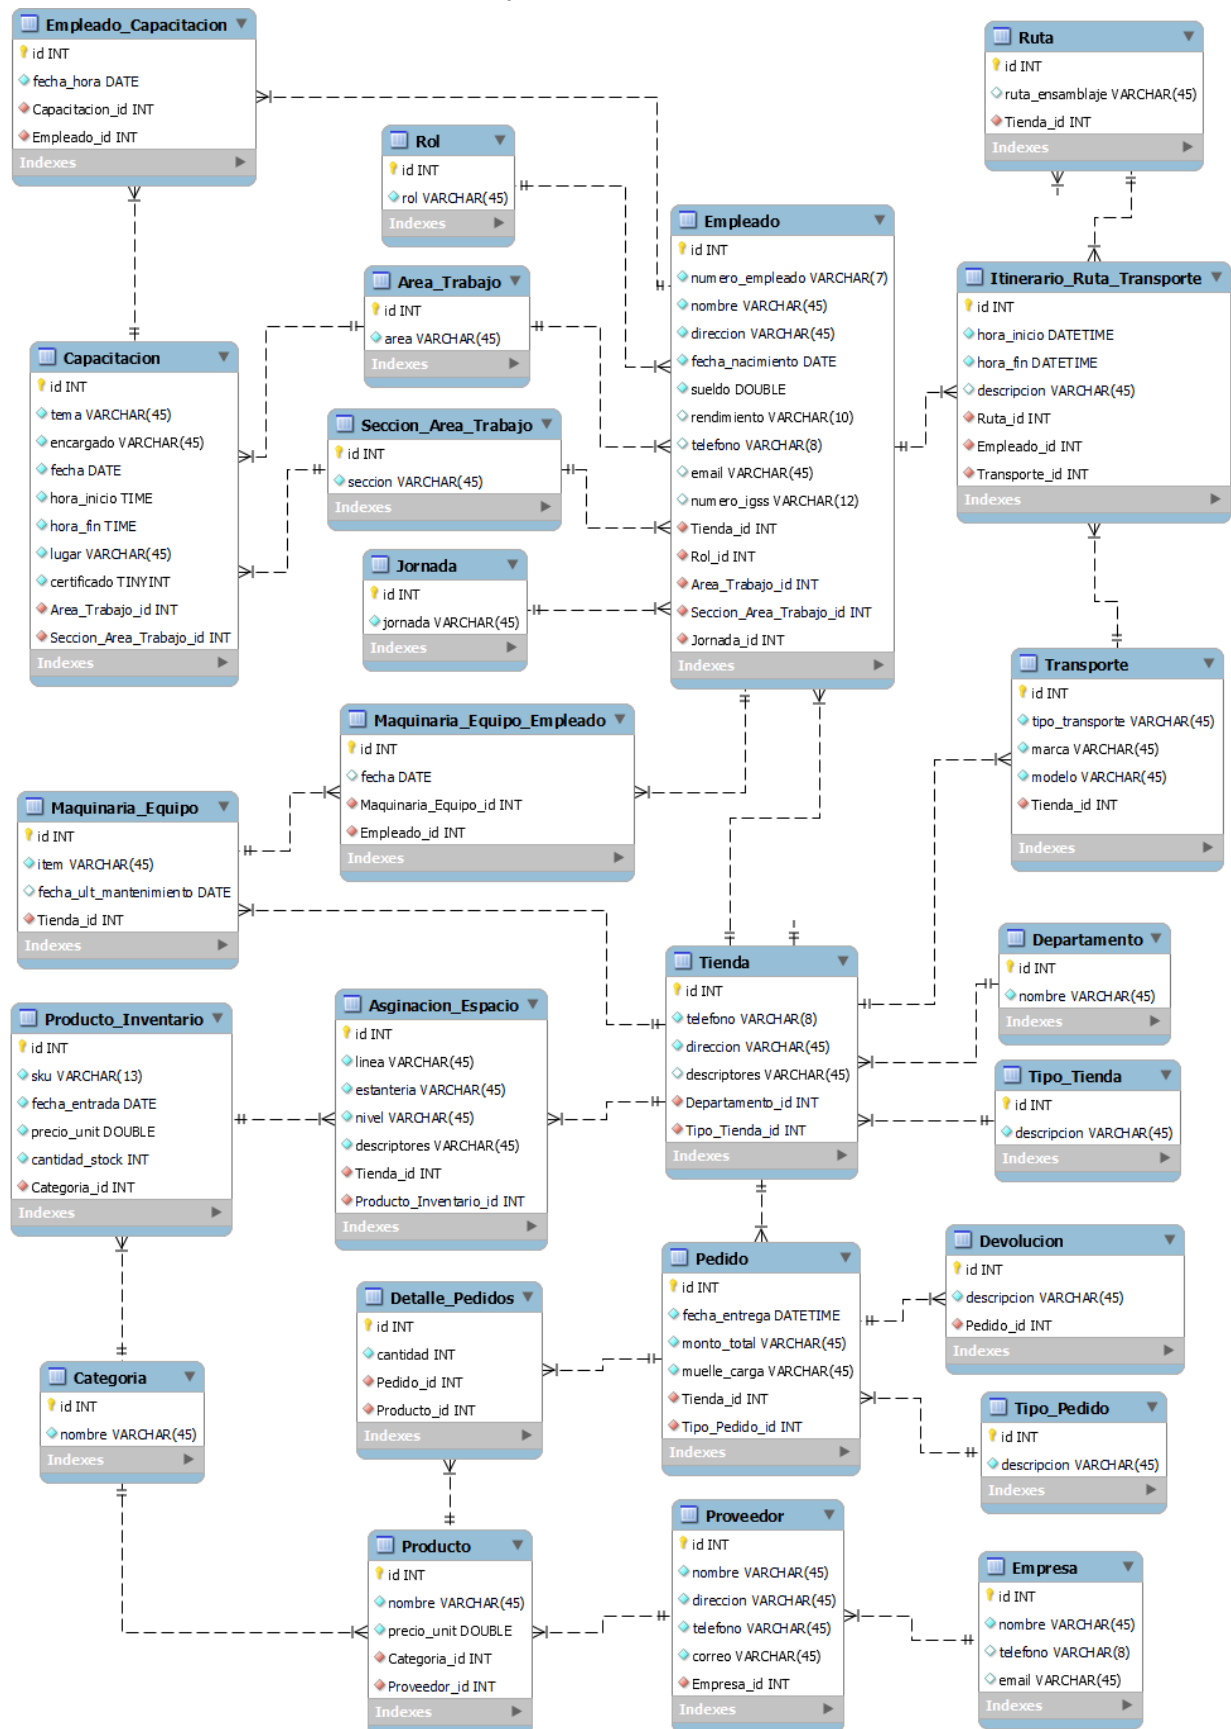 Empleado_Capacitacion
id INT
fecha_hora DATE
Capacitacion_id INT
Empleado_id INT
Indexes
Ruta
id INT
ruta_ensamblaje VARCHAR(45)
Tienda_id INT
Indexes
Rol
id INT
rol VARCHAR(45)
Indexes
Empleado
id INT
numero_empleado VARCHAR(7)
nombre VARCHAR(45)
direccion VARCHAR(45)
fecha_nacimiento DATE
sueldo DOUBLE
rendimiento VARCHAR(10)
telefono VARCHAR(8)
email VARCHAR(45)
numero_igss VARCHAR(12)
Tienda_id INT
Rol_id INT
Area_Trabajo_id INT
Seccion_Area_Trabajo_id INT
Jornada_id INT
Indexes
Area_Trabajo
id INT
area VARCHAR(45)
Indexes
Itinerario_Ruta_Transporte
id INT
hora_inicio DATETIME
hora_fin DATETIME
descripcion VARCHAR(45)
Ruta_id INT
Empleado_id INT
Transporte_id INT
Indexes
Capacitacion
id INT
tema VARCHAR(45)
encargado VARCHAR(45)
fecha DATE
hora_inicio TIME
hora_fin TIME
lugar VARCHAR(45)
certificado TINYINT
Area_Trabajo_id INT
Seccion_Area_Trabajo_id INT
Indexes
Seccion_Area_Trabajo
id INT
seccion VARCHAR(45)
Indexes
Jornada
id INT
jornada VARCHAR(45)
Indexes
Transporte
id INT
tipo_transporte VARCHAR(45)
marca VARCHAR(45)
modelo VARCHAR(45)
Tienda_id INT
Indexes
Maquinaria_Equipo_Empleado
id INT
fecha DATE
Maquinaria_Equipo_id INT
Empleado_id INT
Indexes
Maquinaria_Equipo
id INT
item VARCHAR(45)
fecha_ult_mantenimiento DATE
Tienda_id INT
Indexes
Departamento
id INT
nombre VARCHAR(45)
Indexes
Tienda
id INT
telefono VARCHAR(8)
direccion VARCHAR(45)
descriptores VARCHAR(45)
Departamento_id INT
Tipo_Tienda_id INT
Indexes
Asginacion_Espacio
id INT
linea VARCHAR(45)
estanteria VARCHAR(45)
nivel VARCHAR(45)
descriptores VARCHAR(45)
Tienda_id INT
Producto_Inventario_id INT
Indexes
Producto_Inventario
id INT
sku VARCHAR(13)
fecha_entrada DATE
precio_unit DOUBLE
cantidad_stock INT
Categoria_id INT
Indexes
Tipo_Tienda
id INT
descripcion VARCHAR(45)
Indexes
Devolucion
id INT
descripcion VARCHAR(45)
Pedido_id INT
Indexes
Pedido
id INT
fecha_entrega DATETIME
monto_total VARCHAR(45)
muelle_carga VARCHAR(45)
Tienda_id INT
Tipo_Pedido_id INT
Indexes
Detalle_Pedidos
id INT
cantidad INT
Pedido_id INT
Producto_id INT
Indexes
Categoria
id INT
nombre VARCHAR(45)
Indexes
Tipo_Pedido
id INT
descripcion VARCHAR(45)
Indexes
Proveedor
id INT
nombre VARCHAR(45)
direccion VARCHAR(45)
telefono VARCHAR(45)
correo VARCHAR(45)
Empresa_id INT
Indexes
Producto
id INT
nombre VARCHAR(45)
precio_unit DOUBLE
Categoria_id INT
Proveedor_id INT
Indexes
Empresa
id INT
nombre VARCHAR(45)
telefono VARCHAR(8)
email VARCHAR(45)
Indexes